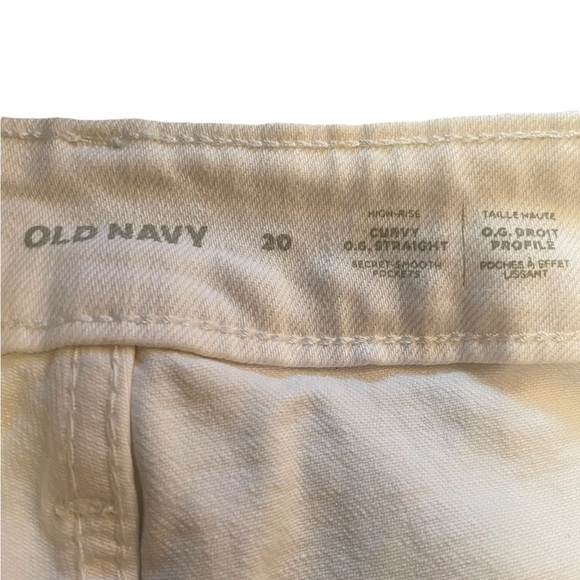 OLD NAVY
20
HIGH-RISE
CURVY
O.G. STRAIGHT
SECRET-SMOOTH
POCKETS
TAILLE HAUTE
O.G. DROIT
PROFILÉ
POCHES À EFFET
LISSANT